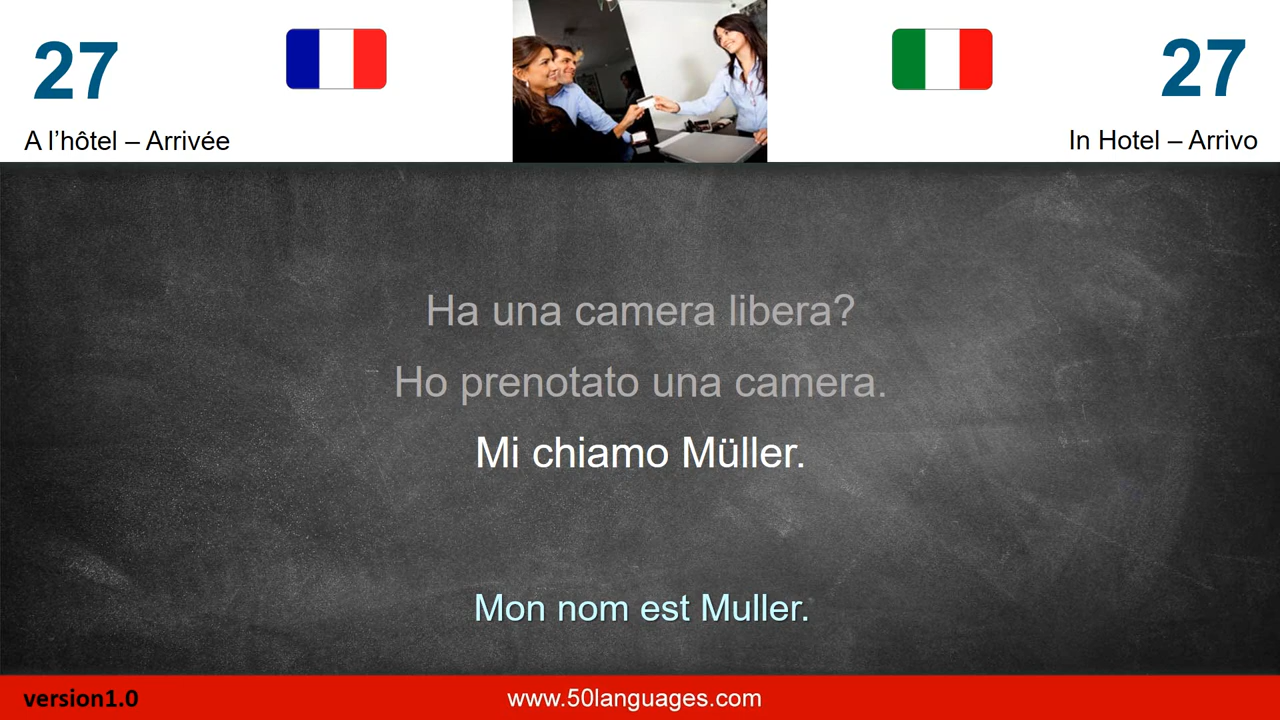 27
27
A l’hôtel – Arrivée
In Hotel – Arrivo
Ha una camera libera?
Ho prenotato una camera.
Mi chiamo Müller.
Mon nom est Muller.
version1.0
www.50languages.com